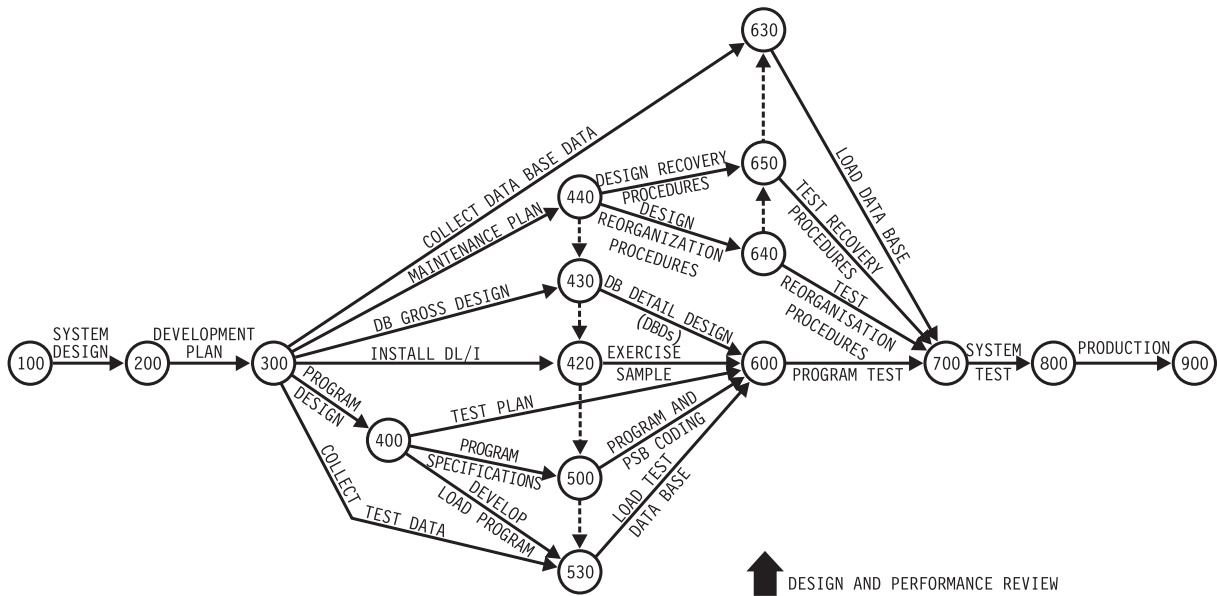 630
COLLECT DATA BASE DATA
LOAD DATA BASE
650
DESIGN RECOVERY
PROCEDURES
440
MAINTENANCE PLAN
DESIGN
REORGANIZATION
PROCEDURES
TEST RECOVERY
PROCEDURES
640
430
DB GROSS DESIGN
DB DETAIL DESIGN
(DBDs)
TEST
REORGANISATION
PROCEDURES
SYSTEM
DESIGN
DEVELOPMENT
PLAN
100
200
300
INSTALL DL/I
420
EXERCISE
SAMPLE
600
PROGRAM TEST
700
SYSTEM
TEST
800
PRODUCTION
900
PROGRAM
DESIGN
400
TEST PLAN
PROGRAM
SPECIFICATIONS
500
PROGRAM AND
PSB CODING
DEVELOP
LOAD PROGRAM
COLLECT
TEST DATA
530
LOAD TEST
DATA BASE
DESIGN AND PERFORMANCE REVIEW